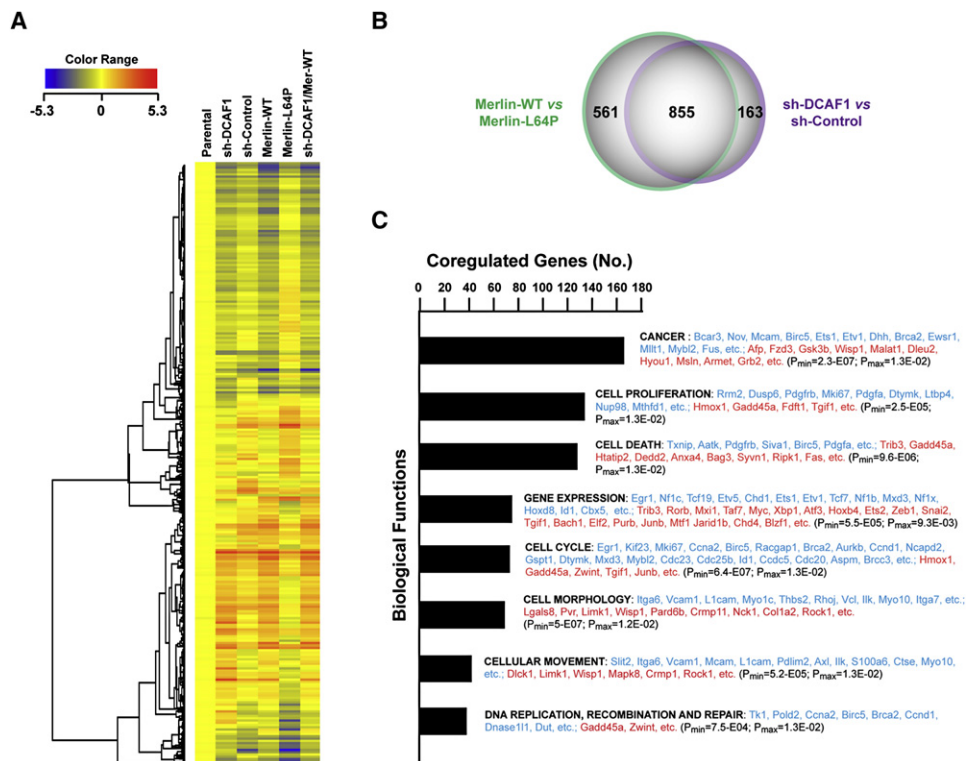 A
Color Range
-5.3 0 5.3
Parental
sh-DCAF1
sh-Control
Merlin-WT
Merlin-L64P
sh-DCAF1/Mer-WT
B
Merlin-WT vs
Merlin-L64P
561 855 163
sh-DCAF1 vs
sh-Control
C
Coregulated Genes (No.)
0 20 40 60 80 100 120 140 160 180
Biological Functions
CANCER : Bcar3, Nov, Mcam, Birc5, Ets1, Etv1, Dhh, Brca2, Ewsr1,
Mllt1, Mybl2, Fus, etc.; Afp, Fzd3, Gsk3b, Wisp1, Malat1, Dleu2,
Hyou1, Msln, Armet, Grb2, etc. (Pmin=2.3-E07; Pmax=1.3E-02)
CELL PROLIFERATION: Rrm2, Dusp6, Pdgfrb, Mki67, Pdgfa, Dtymk, Ltbp4,
Nup98, Mthfd1, etc.; Hmox1, Gadd45a, Fdft1, Tgif1, etc. (Pmin=2.5-E05;
Pmax=1.3E-02)
CELL DEATH: Txnip, Aatk, Pdgfrb, Siva1, Birc5, Pdgfa, etc.; Trib3, Gadd45a,
Htatip2, Dedd2, Anxa4, Bag3, Syvn1, Ripk1, Fas, etc. (Pmin=9.6-E06;
Pmax=1.3E-02)
GENE EXPRESSION: Egr1, Nf1c, Tcf19, Etv5, Chd1, Ets1, Etv1, Tcf7, Nf1b, Mxd3, Nf1x,
Hoxd8, Id1, Cbx5, etc.; Trib3, Rorb, Mxi1, Taf7, Myc, Xbp1, Atf3, Hoxb4, Ets2, Zeb1, Snai2,
Tgif1, Bach1, Elf2, Purb, Junb, Mtf1 Jarid1b, Chd4, Blzf1, etc. (Pmin=5.5-E05; Pmax=9.3E-03)
CELL CYCLE: Egr1, Kif23, Mki67, Ccna2, Birc5, Racgap1, Brca2, Aurkb, Ccnd1, Ncapd2,
Gspt1, Dtymk, Mxd3, Mybl2, Cdc23, Cdc25b, Id1, Ccdc5, Cdc20, Aspm, Brcc3, etc.; Hmox1,
Gadd45a, Zwint, Tgif1, Junb, etc. (Pmin=6.4-E07; Pmax=1.3E-02)
CELL MORPHOLOGY: Itga6, Vcam1, L1cam, Myo1c, Thbs2, Rhoj, Vcl, Ilk, Myo10, Itga7, etc.;
Lgals8, Pvr, Limk1, Wisp1, Pard6b, Crmp11, Nck1, Col1a2, Rock1, etc.
(Pmin=5-E07; Pmax=1.2E-02)
CELLULAR MOVEMENT: Slit2, Itga6, Vcam1, Mcam, L1cam, Pdlim2, Axl, Ilk, S100a6, Ctse, Myo10,
etc.; Dlck1, Limk1, Wisp1, Mapk8, Crmp1, Rock1, etc. (Pmin=5.2-E05; Pmax=1.3E-02)
DNA REPLICATION, RECOMBINATION AND REPAIR: Tk1, Pold2, Ccna2, Birc5, Brca2, Ccnd1,
Dnase1l1, Dut, etc.; Gadd45a, Zwint, etc. (Pmin=7.5-E04; Pmax=1.3E-02)